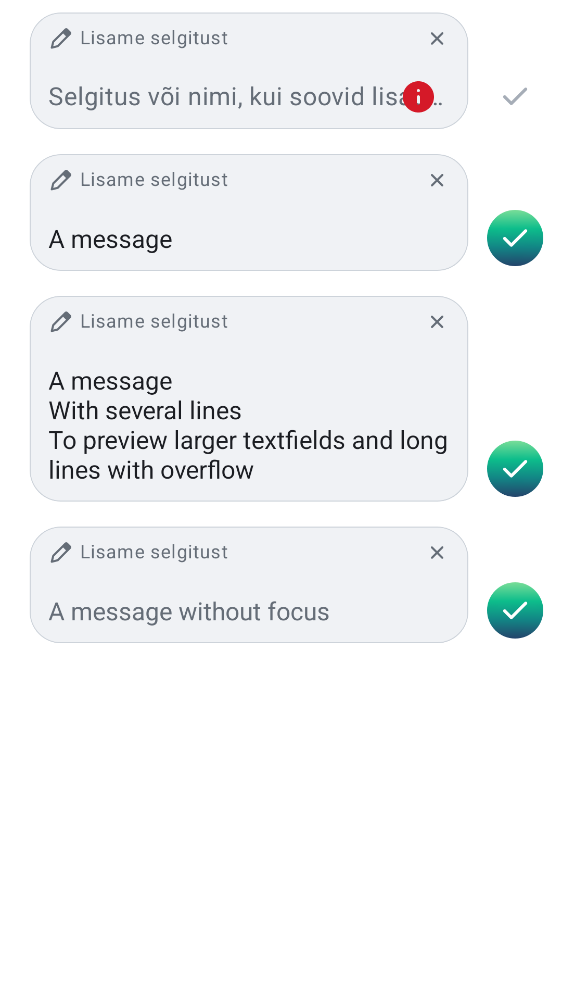 Lisame selgitust
Selgitus või nimi, kui soovid
Lisame selgitust
A message
Lisame selgitust
A message
With several lines
To preview larger textfields and long
lines with overflow
Lisame selgitust
A message without focus